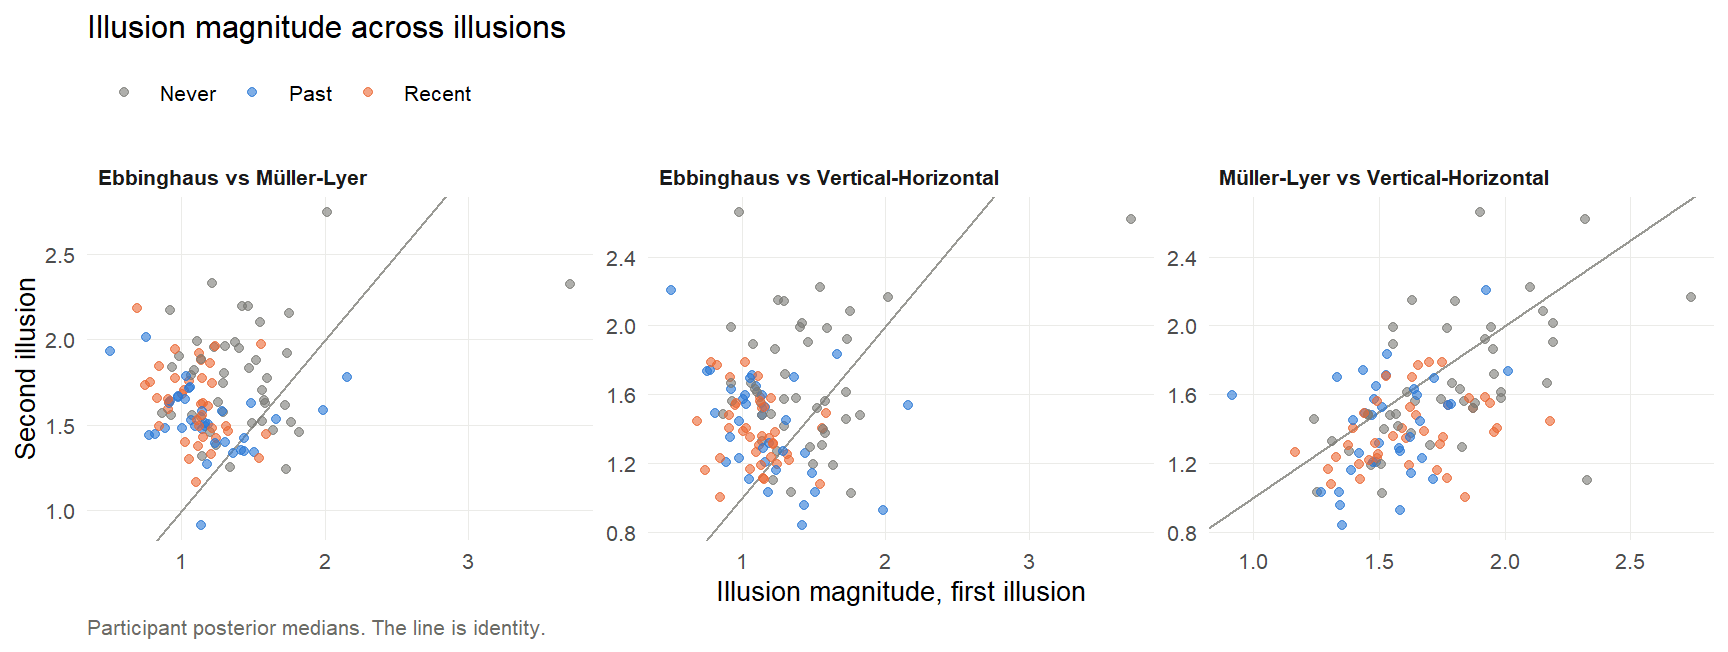 Illusion magnitude across illusions
Never Past Recent
Ebbinghaus vs Müller-Lyer
Ebbinghaus vs Vertical-Horizontal
Müller-Lyer vs Vertical-Horizontal
Second illusion
2.5
2.0
1.5
1.0
1 2 3
2.4
2.0
1.6
1.2
0.8
1 2 3
2.4
2.0
1.6
1.2
0.8
1.0 1.5 2.0 2.5
Illusion magnitude, first illusion
Participant posterior medians. The line is identity.